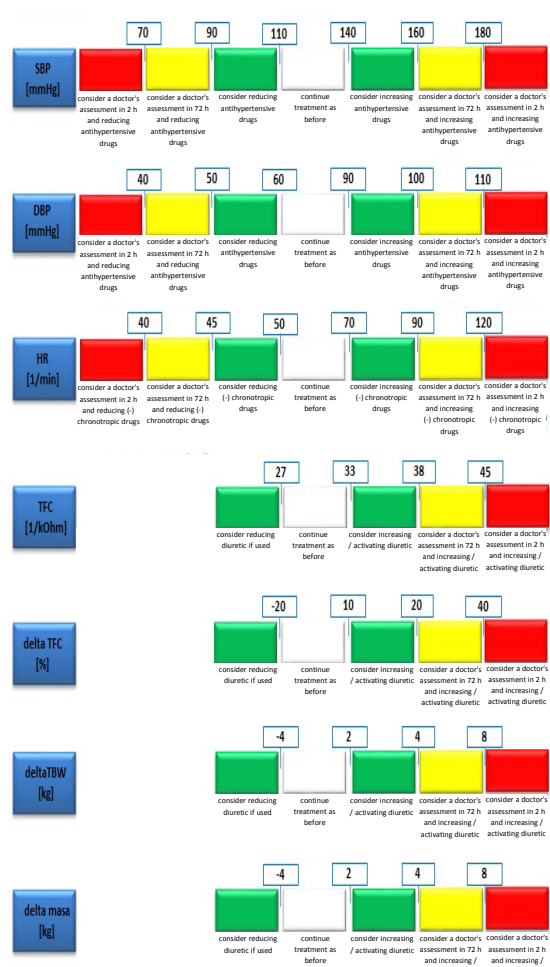 70 90 110 140 160 180
SBP
[mmHg]
consider a doctor's
assessment in 2 h
and reducing
antihypertensive
drugs
consider a doctor's
assessment in 72 h
and reducing
antihypertensive
drugs
consider reducing
antihypertensive
drugs
continue
treatment as
before
consider increasing
antihypertensive
drugs
consider a doctor's
assessment in 72 h
and increasing
antihypertensive
drugs
consider a doctor's
assessment in 2 h
and increasing
antihypertensive
drugs
40 50 60 90 100 110
DBP
[mmHg]
consider a doctor's
assessment in 2 h
and reducing
antihypertensive
drugs
consider a doctor's
assessment in 72 h
and reducing
antihypertensive
drugs
consider reducing
antihypertensive
drugs
continue
treatment as
before
consider increasing
antihypertensive
drugs
consider a doctor's
assessment in 72 h
and increasing
antihypertensive
drugs
consider a doctor's
assessment in 2 h
and increasing
antihypertensive
drugs
40 45 50 70 90 120
HR
[1/min]
consider a doctor's
assessment in 2 h
and reducing (-)
chronotropic drugs
consider a doctor's
assessment in 72 h
and reducing (-)
chronotropic drugs
consider reducing
(-) chronotropic
drugs
continue
treatment as
before
consider increasing
(-) chronotropic
drugs
consider a doctor's
assessment in 72 h
and increasing
(-) chronotropic
drugs
consider a doctor's
assessment in 2 h
and increasing
(-) chronotropic
drugs
27 33 38 45
TFC
[1/kOhm]
consider reducing
diuretic if used
continue
treatment as
before
consider increasing
/ activating diuretic
consider a doctor's
assessment in 72 h
and increasing /
activating diuretic
consider a doctor's
assessment in 2 h
and increasing /
activating diuretic
-20 10 20 40
delta TFC
[%]
consider reducing
diuretic if used
continue
treatment as
before
consider increasing
/ activating diuretic
consider a doctor's
assessment in 72 h
and increasing /
activating diuretic
consider a doctor's
assessment in 2 h
and increasing /
activating diuretic
-4 2 4 8
deltaTBW
[kg]
consider reducing
diuretic if used
continue
treatment as
before
consider increasing
/ activating diuretic
consider a doctor's
assessment in 72 h
and increasing /
activating diuretic
consider a doctor's
assessment in 2 h
and increasing /
activating diuretic
-4 2 4 8
delta masa
[kg]
consider reducing
diuretic if used
continue
treatment as
before
consider increasing
/ activating diuretic
consider a doctor's
assessment in 72 h
and increasing /
consider a doctor's
assessment in 2 h
and increasing /